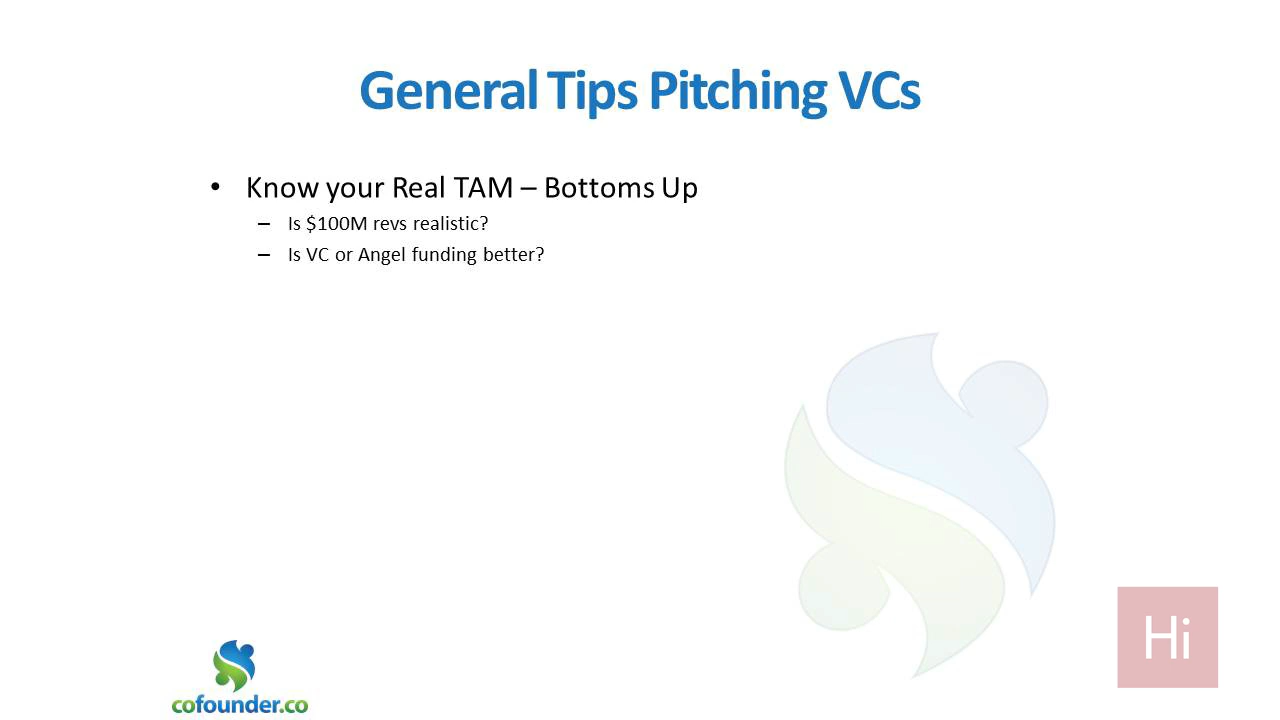 General Tips Pitching VCs
• Know your Real TAM – Bottoms Up
– Is $100M revs realistic?
– Is VC or Angel funding better?
Hi
cofounder.co